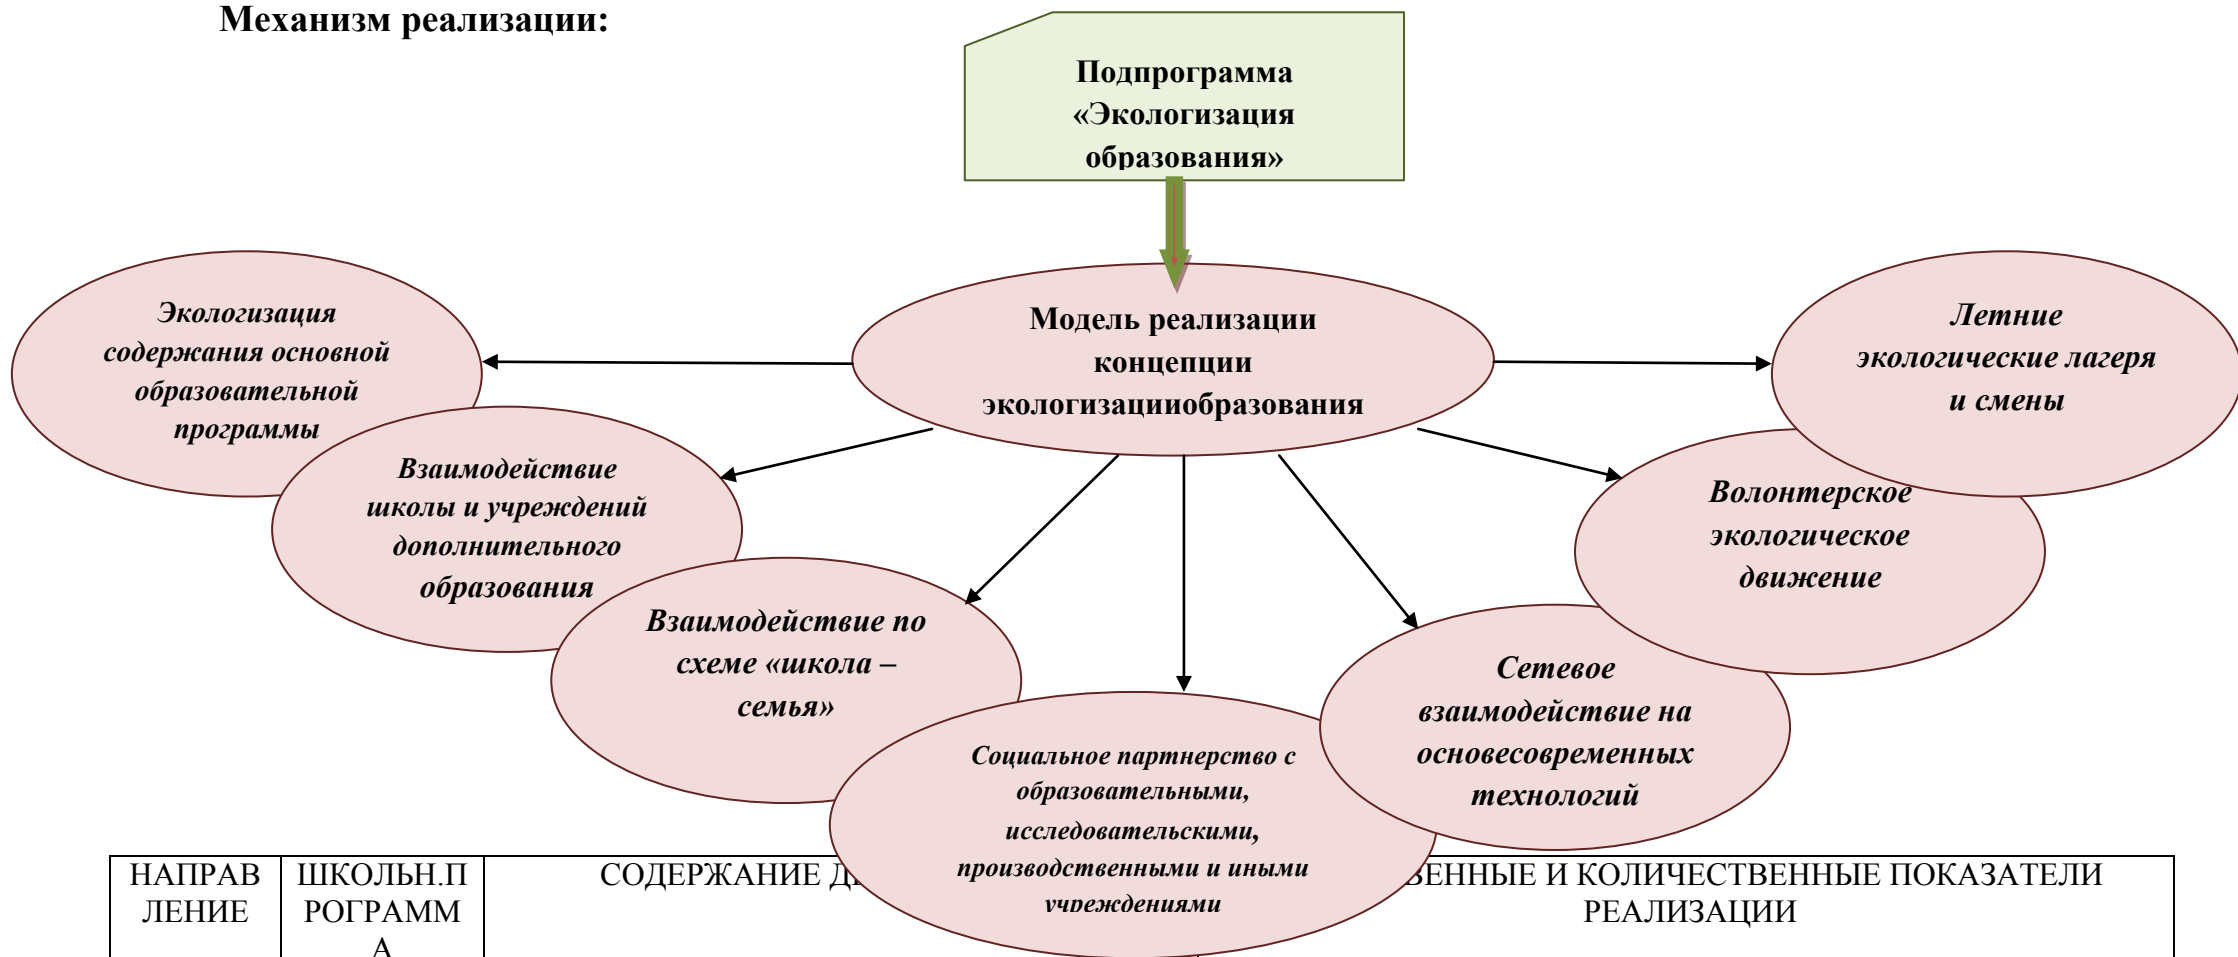 Механизм реализации:
Подпрограмма
«Экологизация
образования»
Модель реализации
концепции
экологизацииобразования
Экологизация
содержания основной
образовательной
программы
Взаимодействие
школы и учреждений
дополнительного
образования
Взаимодействие по
схеме «школа –
семья»
Социальное партнерство с
образовательными,
исследовательскими,
производственными и иными
учреждениями
Сетевое
взаимодействие на
основесовременных
технологий
Волонтерское
экологическое
движение
Летние
экологические лагеря
и смены
НАПРАВ
ЛЕНИЕ
ШКОЛЬН.П
РОГРАММ
А
СОДЕРЖАНИЕ
И КОЛИЧЕСТВЕННЫЕ ПОКАЗАТЕЛИ
РЕАЛИЗАЦИИ